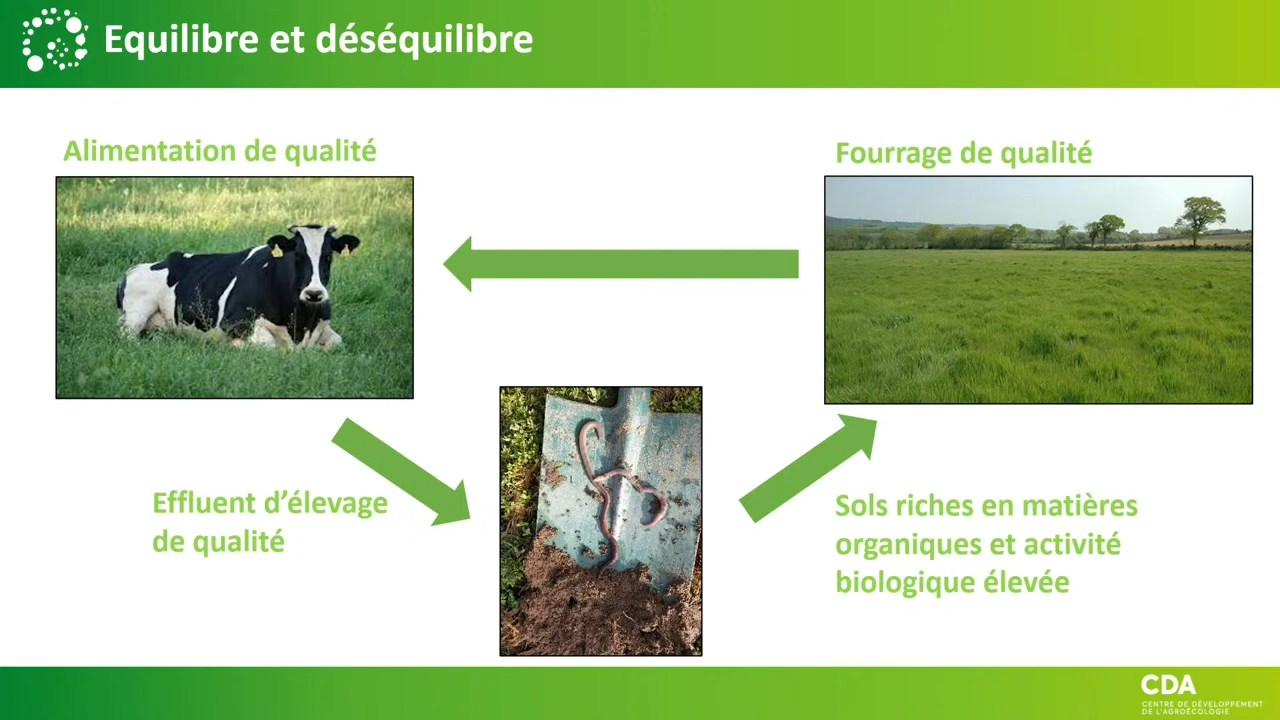 Equilibre et déséquilibre
Alimentation de qualité
Fourrage de qualité
Effluent d’élevage
de qualité
Sols riches en matières
organiques et activité
biologique élevée
CDA
CENTRE DE DÉVELOPPEMENT
DE L'AGROÉCOLOGIE